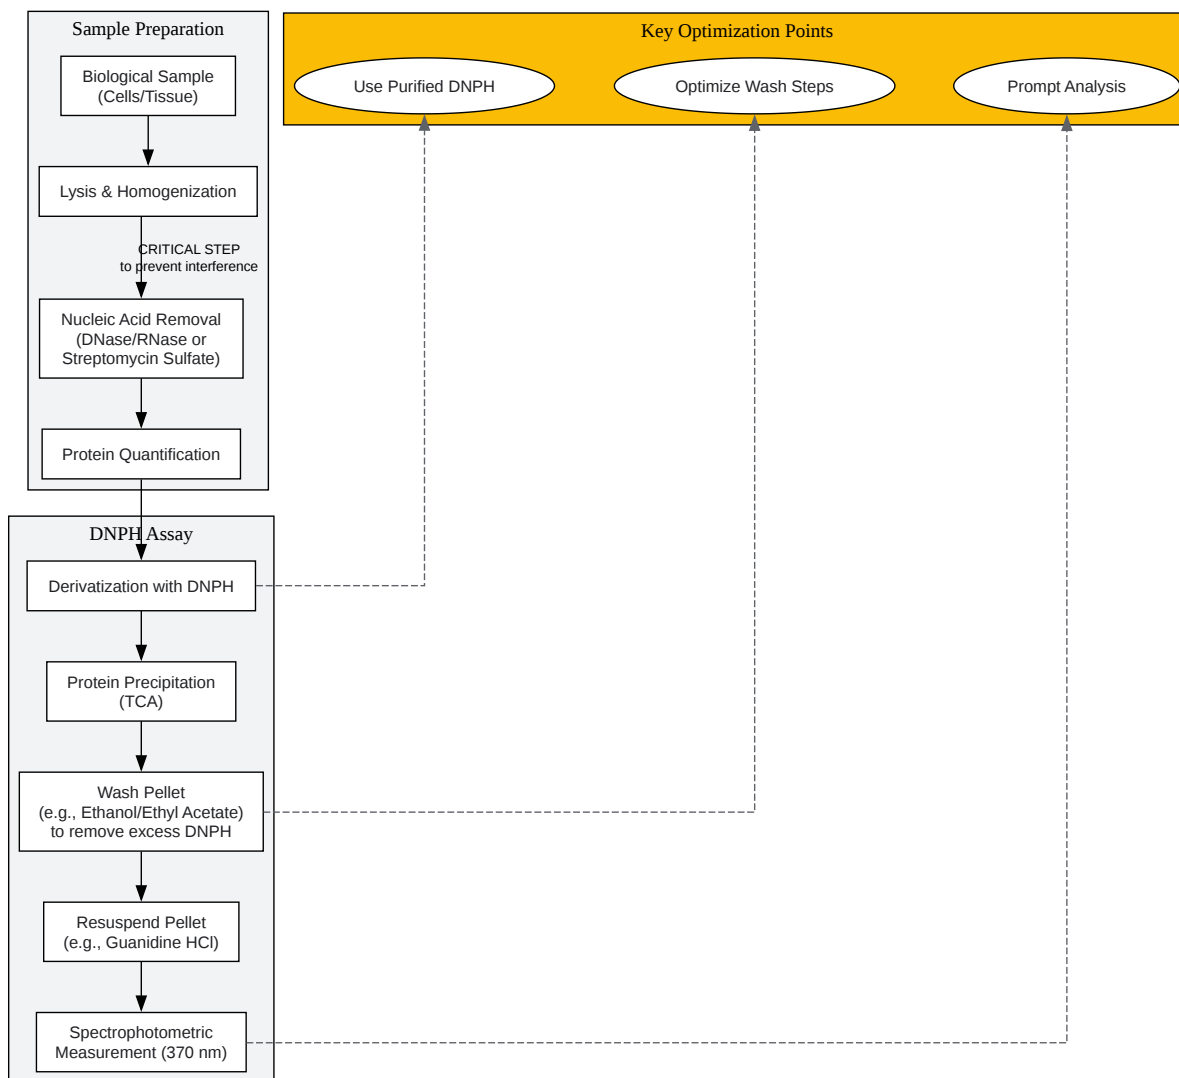 Sample Preparation
Biological Sample
(Cells/Tissue)
Lysis & Homogenization
CRITICAL STEP
to prevent interference
Nucleic Acid Removal
(DNase/RNase or
Streptomycin Sulfate)
Protein Quantification
DNPH Assay
Derivatization with DNPH
Protein Precipitation
(TCA)
Wash Pellet
(e.g., Ethanol/Ethyl Acetate)
to remove excess DNPH
Resuspend Pellet
(e.g., Guanidine HCl)
Spectrophotometric
Measurement (370 nm)
Key Optimization Points
Use Purified DNPH
Optimize Wash Steps
Prompt Analysis